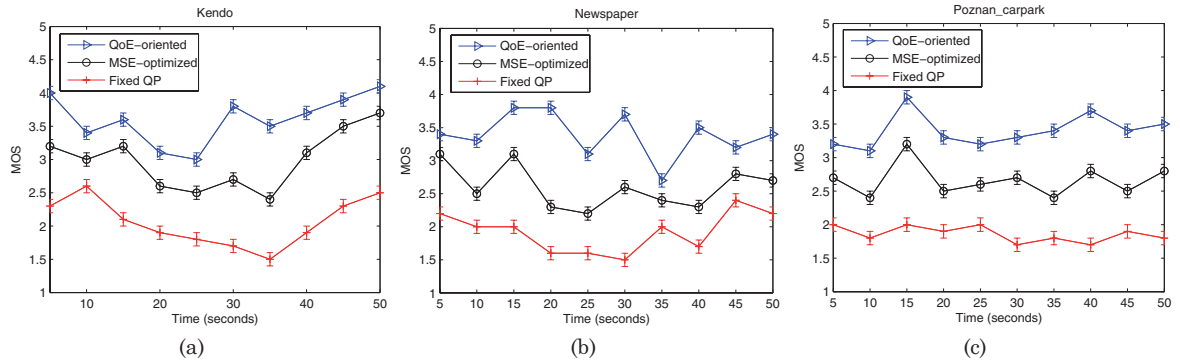 Kendo
5
4.5
4
3.5
3
2.5
2
1.5
1
MOS
QoE−oriented
MSE−optimized
Fixed QP
10 20 30 40 50
Time (seconds)
(a)
Newspaper
5
4.5
4
3.5
3
2.5
2
1.5
1
MOS
QoE−oriented
MSE−optimized
Fixed QP
5 10 15 20 25 30 35 40 45 50
Time (seconds)
(b)
Poznan_carpark
5
4.5
4
3.5
3
2.5
2
1.5
1
MOS
QoE−oriented
MSE−optimized
Fixed QP
5 10 15 20 25 30 35 40 45 50
Time (seconds)
(c)